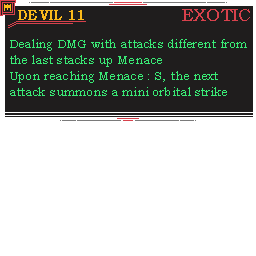 DEVIL 11
EXOTIC
Dealing DMG with attacks different from
the last stacks up Menace
Upon reaching Menace : S, the next
attack summons a mini orbital strike